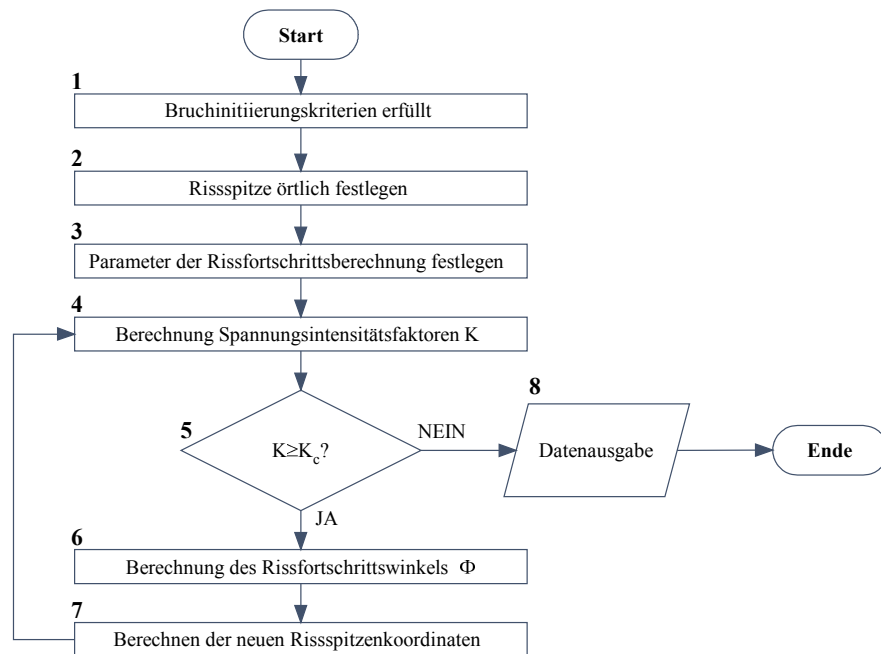 Start
1
Bruchinitiierungskriterien erfüllt
2
Rissspitze örtlich festlegen
3
Parameter der Rissfortschrittsberechnung festlegen
4
Berechnung Spannungsintensitätsfaktoren K
5
K≥Kc?
NEIN
8
Datenausgabe
Ende
JA
6
Berechnung des Rissfortschrittswinkels Φ
7
Berechnen der neuen Rissspitzenkoordinaten